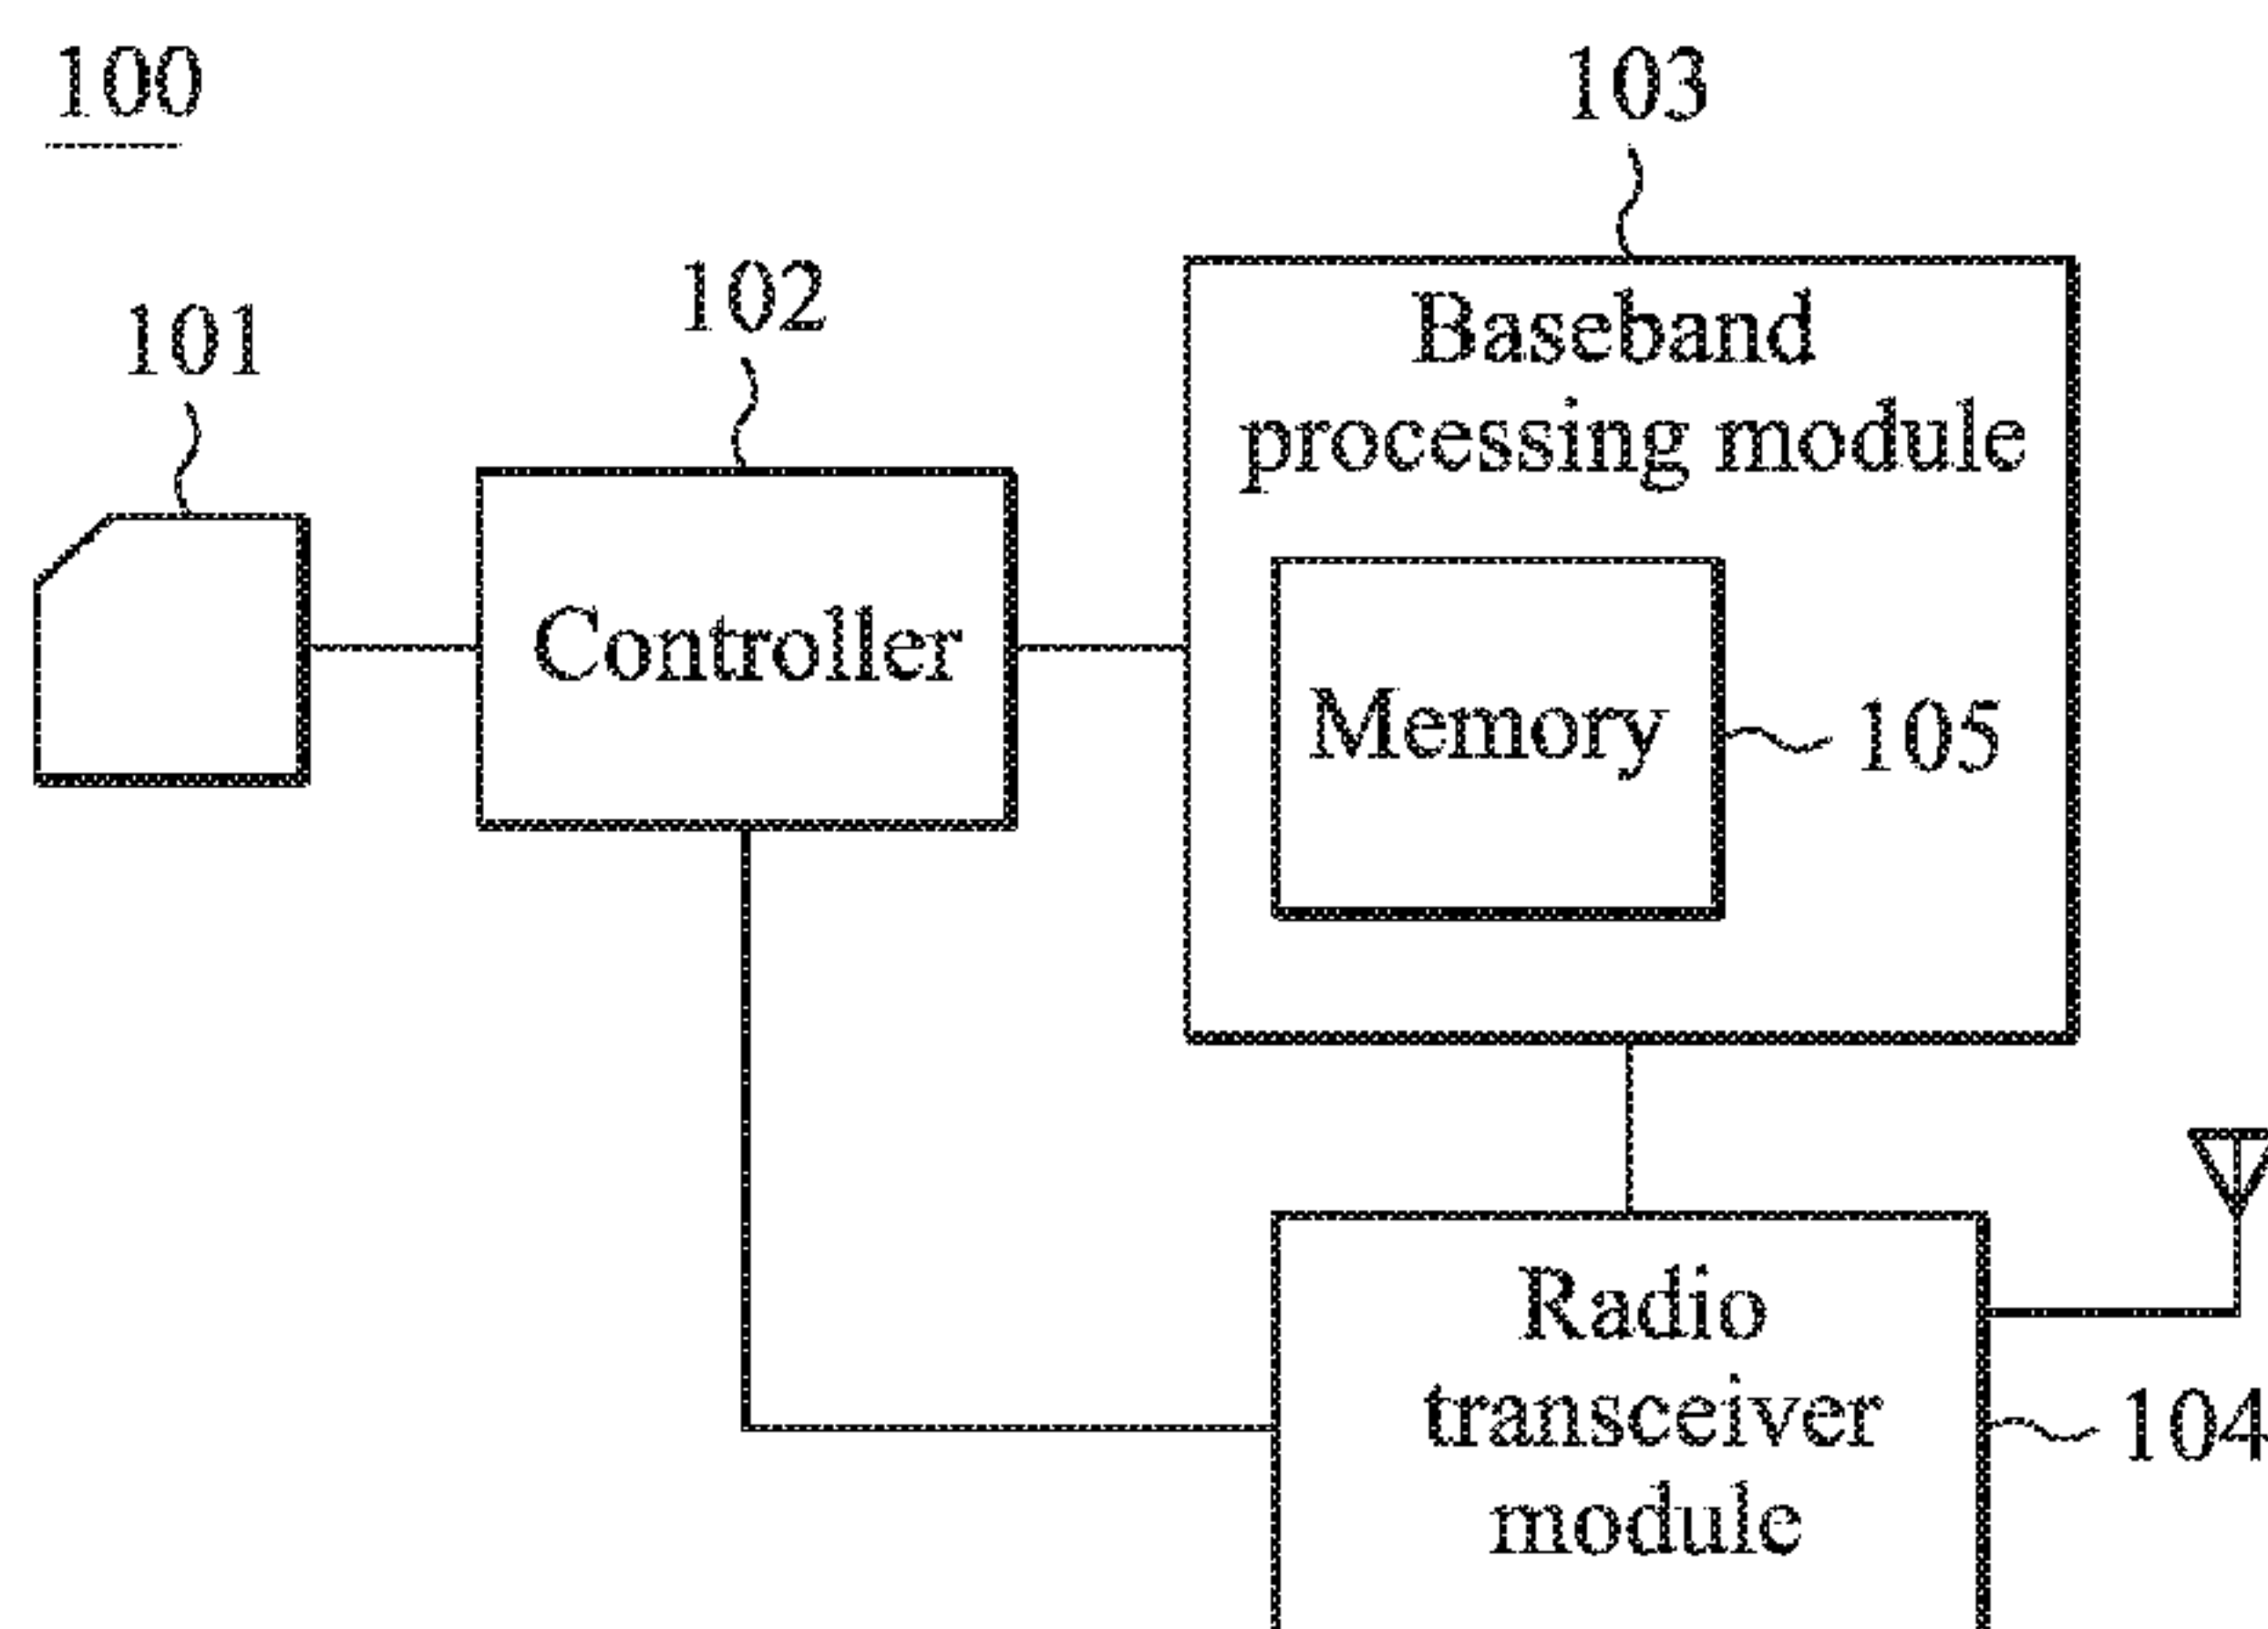 100
103
102
101
Baseband
processing module
Controller
Memory
105
Radio
transceiver
module
104